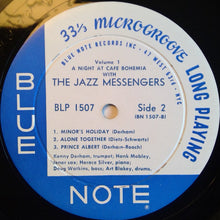 33⅓ MICROGROOVE LONG PLAYING
BLUE NOTE RECORDS INC · 47 WEST 63rd · NYC
Volume 1
A NIGHT AT CAFE BOHEMIA
WITH
THE JAZZ MESSENGERS
BLP 1507
Side 2
(BN 1507-B)
1. MINOR'S HOLIDAY (Dorham)
2. ALONE TOGETHER (Dietz-Schwartz)
3. PRINCE ALBERT (Dorham-Roach)
Kenny Dorham, trumpet; Hank Mobley,
tenor sax; Horace Silver, piano;
Doug Watkins, bass; Art Blakey, drums.
BLUE
NOTE